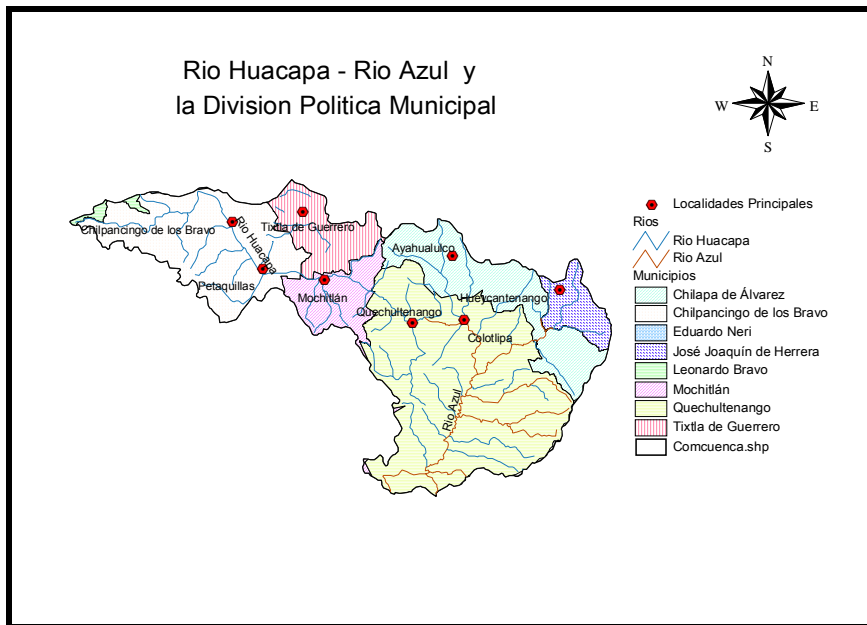 Rio Huacapa - Rio Azul y
la Division Politica Municipal
N
W
E
S
Chilpancingo de los Bravo
Rio Huacapa
Tixtla de Guerrero
Petaquillas
Mochitlán
Ayahualulco
Hueycantenango
Quechultenango
Colotlipa
Rio Azul
Localidades Principales
Rios
Rio Huacapa
Rio Azul
Municipios
Chilapa de Álvarez
Chilpancingo de los Bravo
Eduardo Neri
José Joaquín de Herrera
Leonardo Bravo
Mochitlán
Quechultenango
Tixtla de Guerrero
Comcuenca.shp